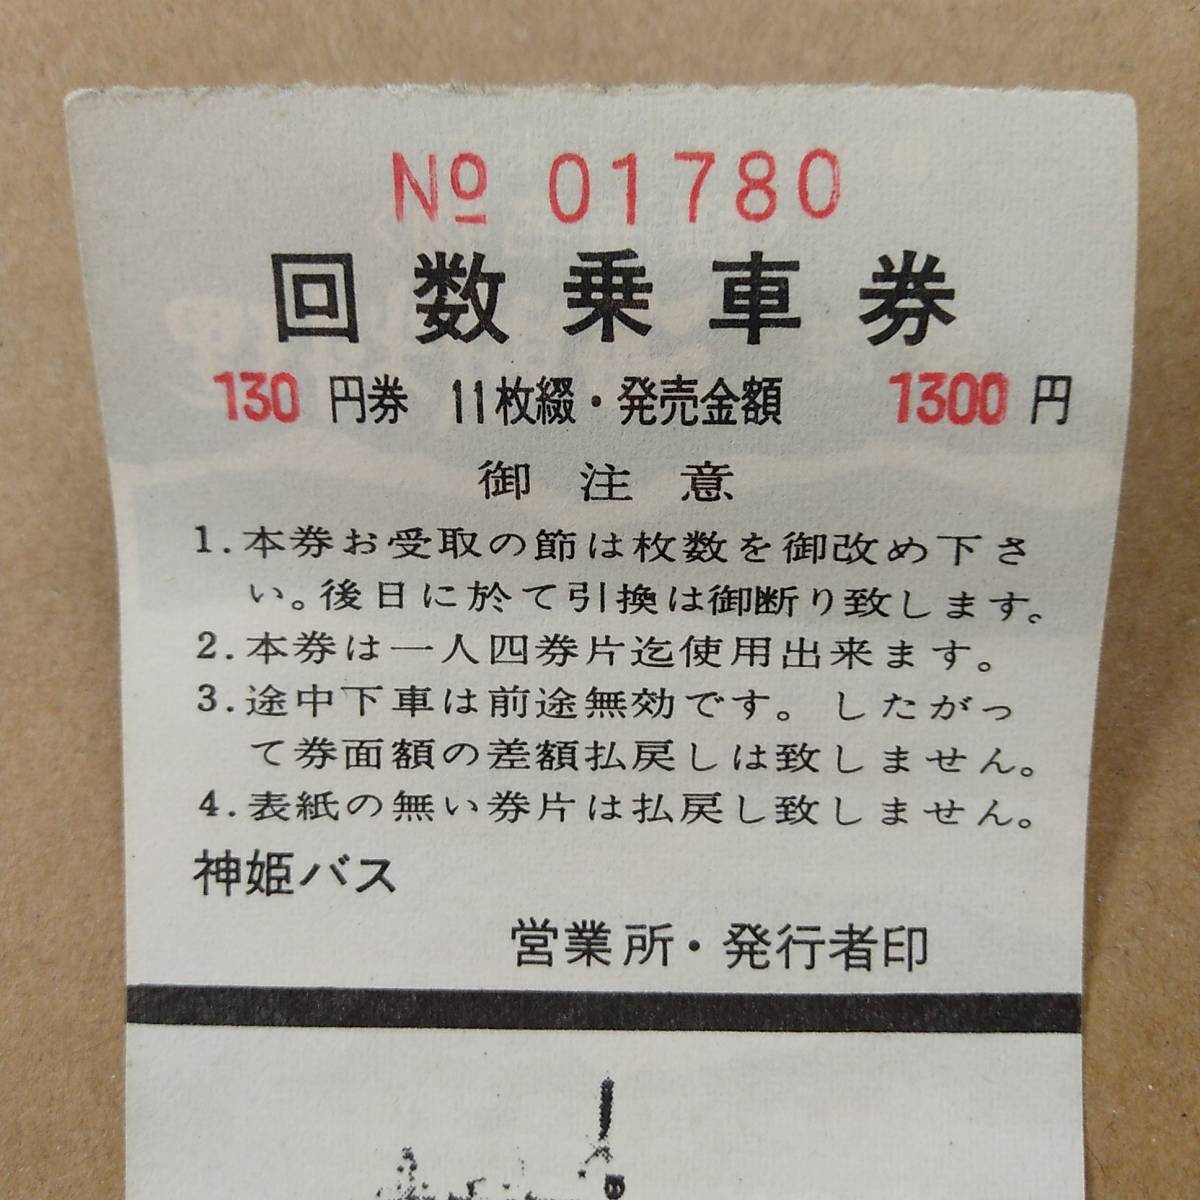 № 01780
回数乗車券
130 円券 11枚綴・発売金額 1300 円
御注意
1.本券お受取の節は枚数を御改め下さ
い。後日に於て引換は御断り致します。
2.本券は一人四券片迄使用出来ます。
3.途中下車は前途無効です。したがっ
て券面額の差額払戻しは致しません。
4.表紙の無い券片は払戻し致しません。
神姫バス
営業所・発行者印